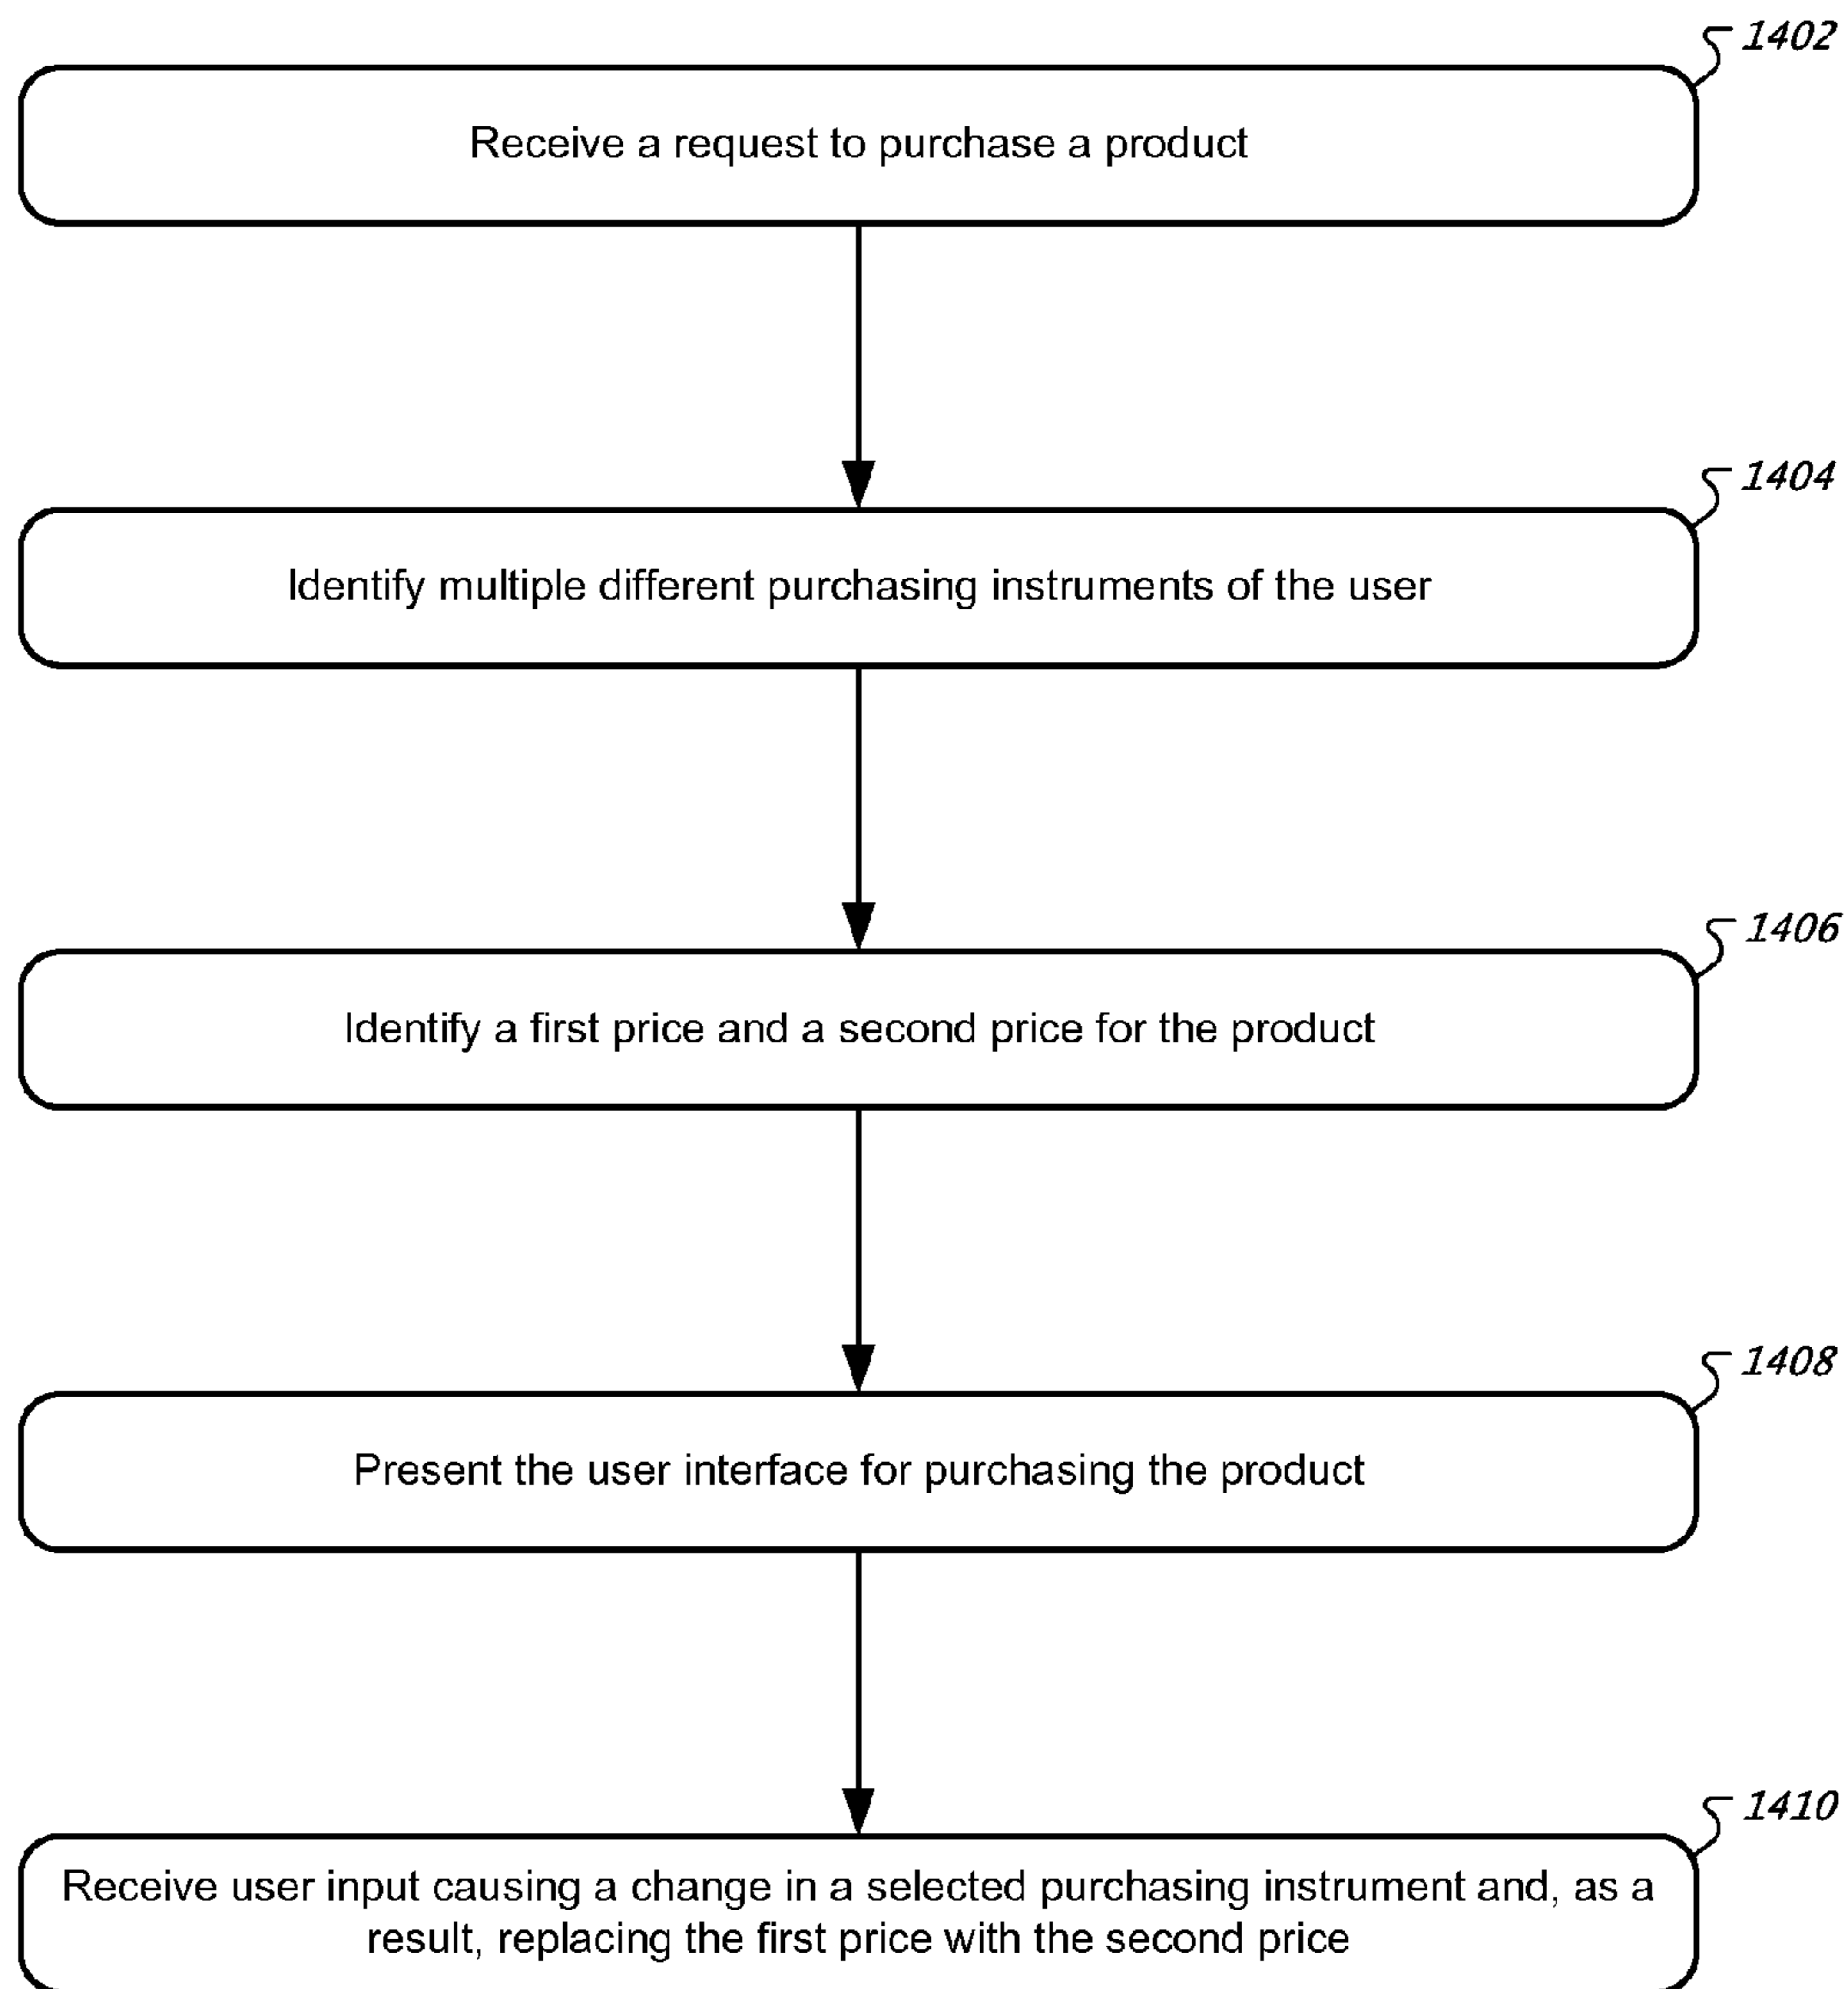 1402
Receive a request to purchase a product
1404
Identify multiple different purchasing instruments of the user
1406
Identify a first price and a second price for the product
1408
Present the user interface for purchasing the product
1410
Receive user input causing a change in a selected purchasing instrument and, as a
result, replacing the first price with the second price